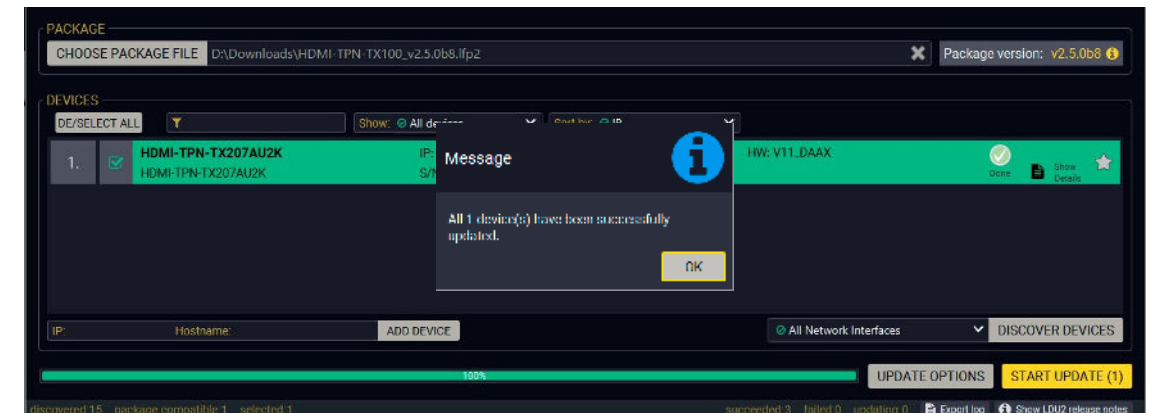 PACKAGE
CHOOSE PACKAGE FILE D:\Downloads\HDMI-TPN-TX100_v2.5.0b8.lfp2 Package version: v2.5.0b8
DEVICES
DE/SELECT ALL Show: All devices Sort by: IP
1. HDMI-TPN-TX207AU2K IP: HW: V11_DAAX
HDMI-TPN-TX207AU2K S/N Done Show Details
Message
All 1 device(s) have been successfully
updated.
OK
IP: Hostname: ADD DEVICE All Network Interfaces DISCOVER DEVICES
100% UPDATE OPTIONS START UPDATE (1)
discovered 15 package compatible 1 selected 1 succeeded 3 failed 0 updating 0 Export log Show LDU2 release notes